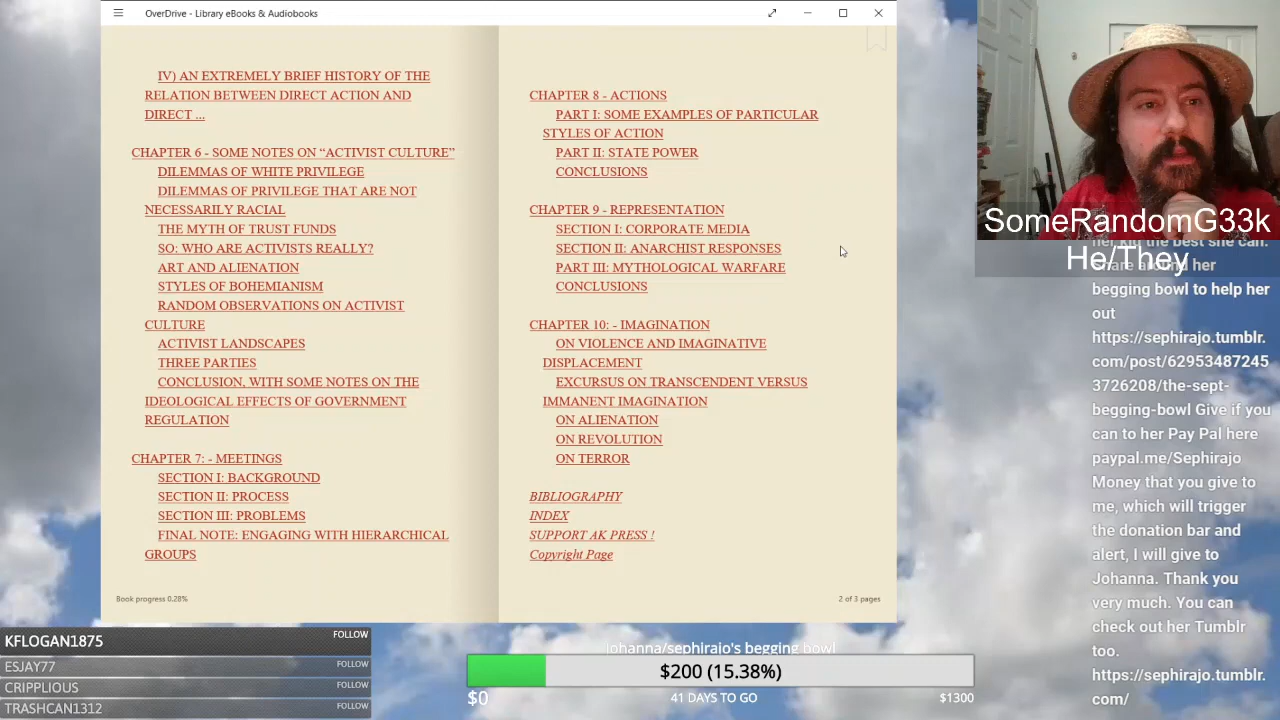 OverDrive - Library eBooks & Audiobooks
IV) AN EXTREMELY BRIEF HISTORY OF THE
RELATION BETWEEN DIRECT ACTION AND
DIRECT ...
CHAPTER 6 - SOME NOTES ON “ACTIVIST CULTURE”
DILEMMAS OF WHITE PRIVILEGE
DILEMMAS OF PRIVILEGE THAT ARE NOT
NECESSARILY RACIAL
THE MYTH OF TRUST FUNDS
SO: WHO ARE ACTIVISTS REALLY?
ART AND ALIENATION
STYLES OF BOHEMIANISM
RANDOM OBSERVATIONS ON ACTIVIST
CULTURE
ACTIVIST LANDSCAPES
THREE PARTIES
CONCLUSION, WITH SOME NOTES ON THE
IDEOLOGICAL EFFECTS OF GOVERNMENT
REGULATION
CHAPTER 7: - MEETINGS
SECTION I: BACKGROUND
SECTION II: PROCESS
SECTION III: PROBLEMS
FINAL NOTE: ENGAGING WITH HIERARCHICAL
GROUPS
Book progress 0.28%
CHAPTER 8 - ACTIONS
PART I: SOME EXAMPLES OF PARTICULAR
STYLES OF ACTION
PART II: STATE POWER
CONCLUSIONS
CHAPTER 9 - REPRESENTATION
SECTION I: CORPORATE MEDIA
SECTION II: ANARCHIST RESPONSES
PART III: MYTHOLOGICAL WARFARE
CONCLUSIONS
CHAPTER 10: - IMAGINATION
ON VIOLENCE AND IMAGINATIVE
DISPLACEMENT
EXCURSUS ON TRANSCENDENT VERSUS
IMMANENT IMAGINATION
ON ALIENATION
ON REVOLUTION
ON TERROR
BIBLIOGRAPHY
INDEX
SUPPORT AK PRESS !
Copyright Page
2 of 3 pages
SomeRandomG33k
He/They
the best she can.
Share around her
begging bowl to help her
out
https://sephirajo.tumblr.
com/post/62953487245
3726208/the-sept-
begging-bowl Give if you
can to her Pay Pal here
paypal.me/Sephirajo
Money that you give to
me, which will trigger
the donation bar and
alert, I will give to
Johanna. Thank you
very much. You can
check out her Tumblr
too.
https://sephirajo.tumblr.
com/
KFLOGAN1875 FOLLOW
ESJAY77 FOLLOW
CRIPPLIOUS FOLLOW
TRASHCAN1312 FOLLOW
Johanna/sephirajo's begging bowl
$200 (15.38%)
$0 41 DAYS TO GO $1300